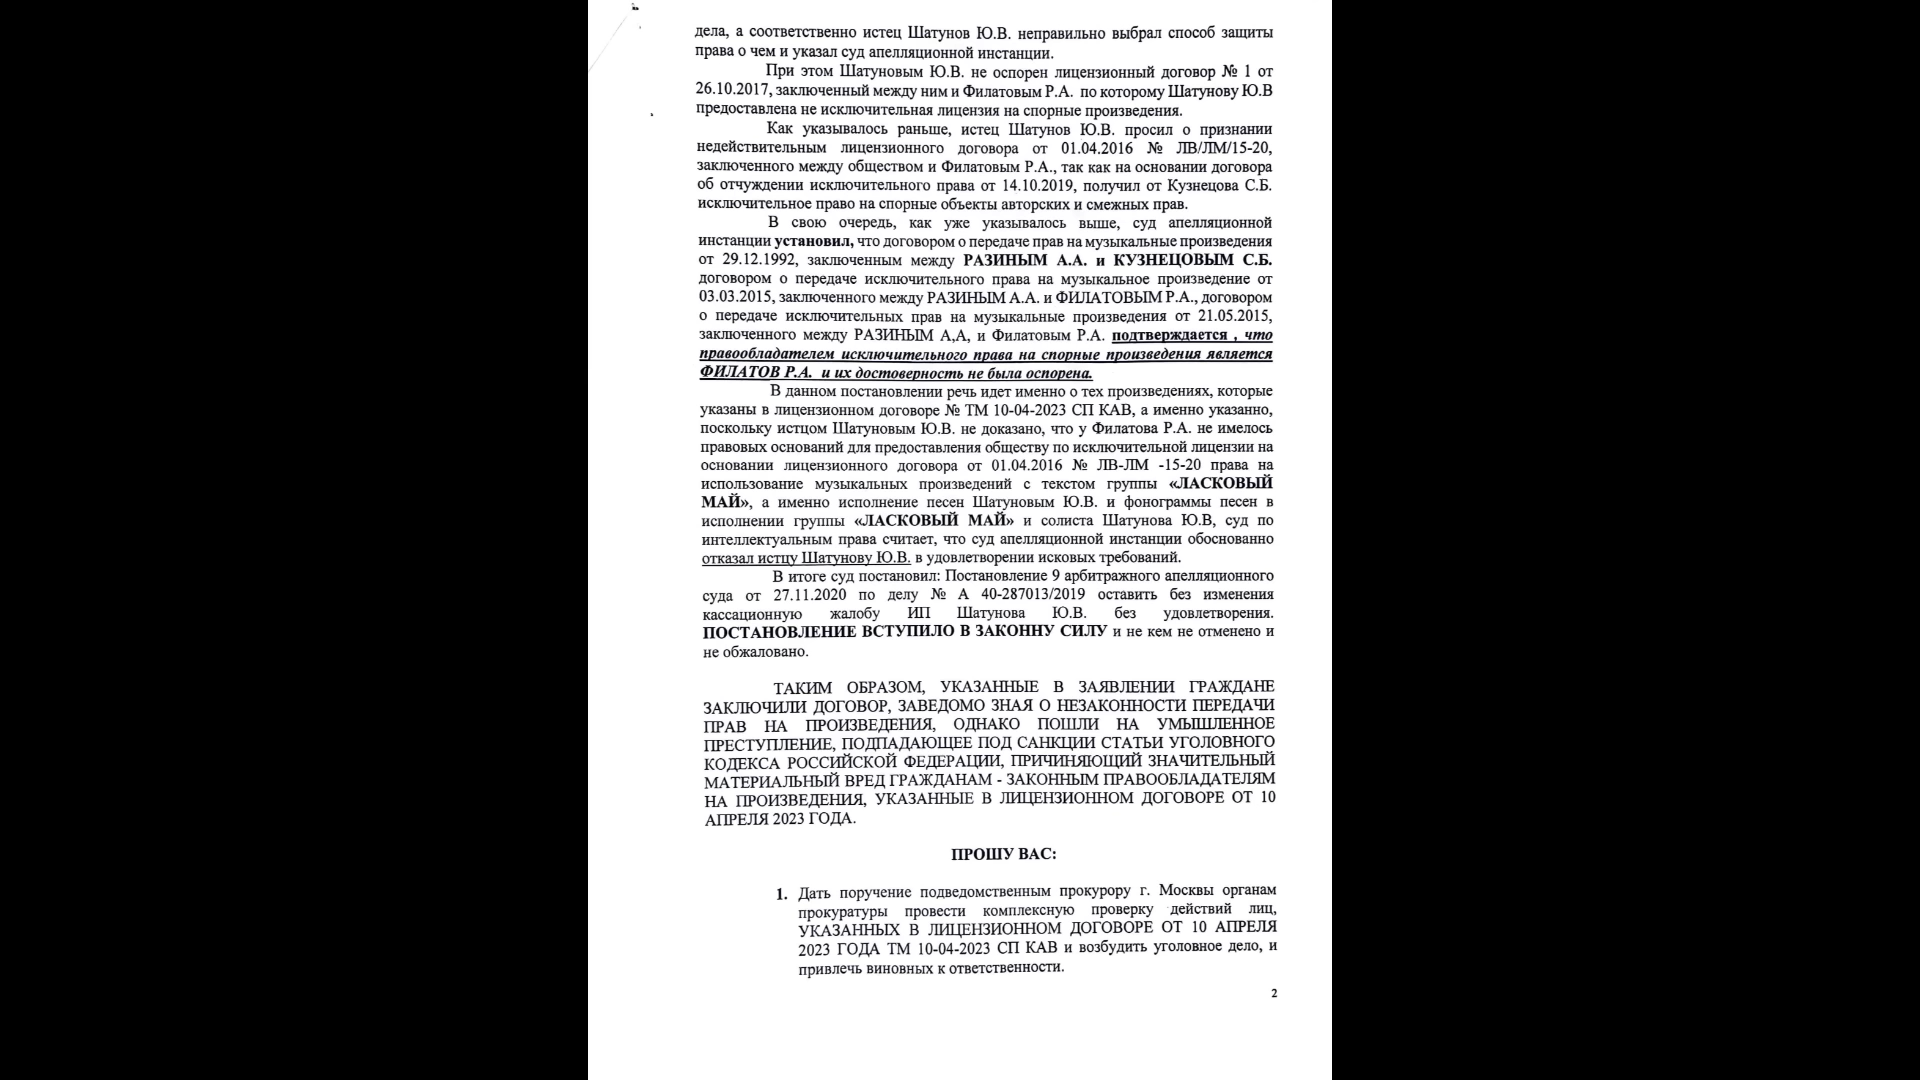 дела, а соответственно истец Шатунов Ю.В. неправильно выбрал способ защиты
права о чем и указал суд апелляционной инстанции.
При этом Шатуновым Ю.В. не оспорен лицензионный договор № 1 от
26.10.2017, заключенный между ним и Филатовым Р.А. по которому Шатунову Ю.В
предоставлена не исключительная лицензия на спорные произведения.
Как указывалось раньше, истец Шатунов Ю.В. просил о признании
недействительным лицензионного договора от 01.04.2016 № ЛВ/ЛМ/15-20,
заключенного между обществом и Филатовым Р.А., так как на основании договора
об отчуждении исключительного права от 14.10.2019, получил от Кузнецова С.Б.
исключительное право на спорные объекты авторских и смежных прав.
В свою очередь, как уже указывалось выше, суд апелляционной
инстанции установил, что договором о передаче прав на музыкальные произведения
от 29.12.1992, заключенным между РАЗИНЫМ А.А. и КУЗНЕЦОВЫМ С.Б.
договором о передаче исключительного права на музыкальное произведение от
03.03.2015, заключенного между РАЗИНЫМ А.А. и ФИЛАТОВЫМ Р.А., договором
о передаче исключительных прав на музыкальные произведения от 21.05.2015,
заключенного между РАЗИНЫМ А,А, и Филатовым Р.А. подтверждается , что
правообладателем исключительного права на спорные произведения является
ФИЛАТОВ Р.А. и их достоверность не была оспорена.
В данном постановлении речь идет именно о тех произведениях, которые
указаны в лицензионном договоре № ТМ 10-04-2023 СП КАВ, а именно указанно,
поскольку истцом Шатуновым Ю.В. не доказано, что у Филатова Р.А. не имелось
правовых оснований для предоставления обществу по исключительной лицензии на
основании лицензионного договора от 01.04.2016 № ЛВ-ЛМ -15-20 права на
использование музыкальных произведений с текстом группы «ЛАСКОВЫЙ
МАЙ», а именно исполнение песен Шатуновым Ю.В. и фонограммы песен в
исполнении группы «ЛАСКОВЫЙ МАЙ» и солиста Шатунова Ю.В, суд по
интеллектуальным права считает, что суд апелляционной инстанции обоснованно
отказал истцу Шатунову Ю.В. в удовлетворении исковых требований.
В итоге суд постановил: Постановление 9 арбитражного апелляционного
суда от 27.11.2020 по делу № А 40-287013/2019 оставить без изменения
кассационную жалобу ИП Шатунова Ю.В. без удовлетворения.
ПОСТАНОВЛЕНИЕ ВСТУПИЛО В ЗАКОННУ СИЛУ и не кем не отменено и
не обжаловано.
ТАКИМ ОБРАЗОМ, УКАЗАННЫЕ В ЗАЯВЛЕНИИ ГРАЖДАНЕ
ЗАКЛЮЧИЛИ ДОГОВОР, ЗАВЕДОМО ЗНАЯ О НЕЗАКОННОСТИ ПЕРЕДАЧИ
ПРАВ НА ПРОИЗВЕДЕНИЯ, ОДНАКО ПОШЛИ НА УМЫШЛЕННОЕ
ПРЕСТУПЛЕНИЕ, ПОДПАДАЮЩЕЕ ПОД САНКЦИИ СТАТЬИ УГОЛОВНОГО
КОДЕКСА РОССИЙСКОЙ ФЕДЕРАЦИИ, ПРИЧИНЯЮЩИЙ ЗНАЧИТЕЛЬНЫЙ
МАТЕРИАЛЬНЫЙ ВРЕД ГРАЖДАНАМ - ЗАКОННЫМ ПРАВООБЛАДАТЕЛЯМ
НА ПРОИЗВЕДЕНИЯ, УКАЗАННЫЕ В ЛИЦЕНЗИОННОМ ДОГОВОРЕ ОТ 10
АПРЕЛЯ 2023 ГОДА.
ПРОШУ ВАС:
1. Дать поручение подведомственным прокурору г. Москвы органам
прокуратуры провести комплексную проверку действий лиц,
УКАЗАННЫХ В ЛИЦЕНЗИОННОМ ДОГОВОРЕ ОТ 10 АПРЕЛЯ
2023 ГОДА ТМ 10-04-2023 СП КАВ и возбудить уголовное дело, и
привлечь виновных к ответственности.
2